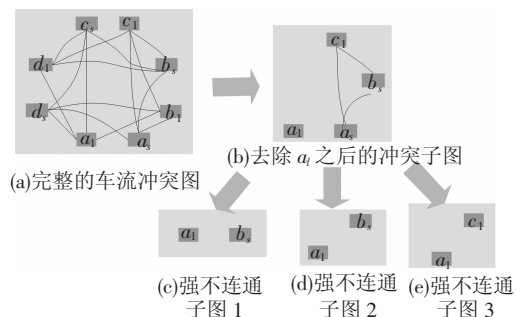 c_s c_1
d_1 b_s
d_s b_1
a_1 a_s
(a)完整的车流冲突图
c_1
b_s
a_1 a_s
(b)去除 a_l 之后的冲突子图
a_1 b_s
(c)强不连通
子图 1
b_s
a_1
(d)强不连通
子图 2
c_1
a_1
(e)强不连通
子图 3